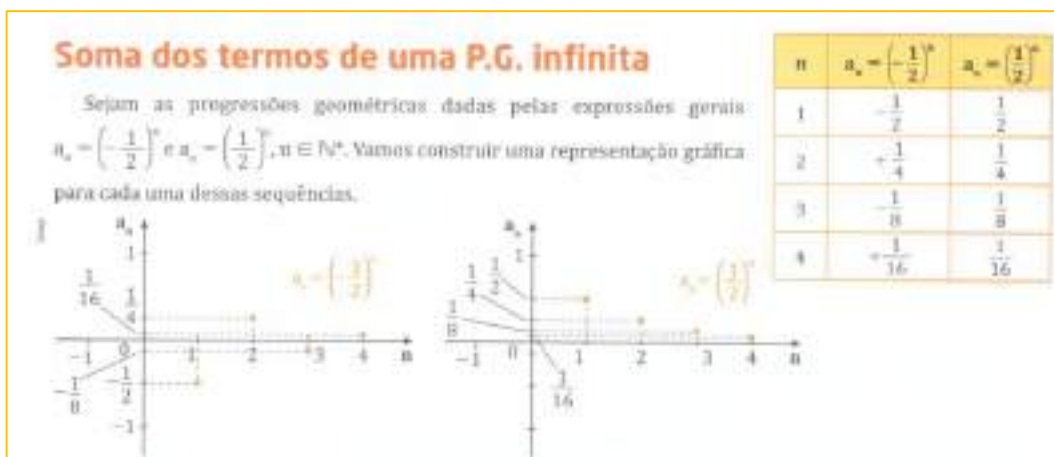 Soma dos termos de uma P.G. infinita
Sejam as progressões geométricas dadas pelas expressões gerais
aₙ = (−1/2)ⁿ e aₙ = (1/2)ⁿ, n ∈ ℕ*. Vamos construir uma representação gráfica
para cada uma dessas sequências.
n aₙ = (−1/2)ⁿ aₙ = (1/2)ⁿ
1 −1/2 1/2
2 +1/4 1/4
3 −1/8 1/8
4 +1/16 1/16
aₙ
1
aₙ = (−1/2)ⁿ
1/16
1/4
−1 0 1 2 3 4 n
−1/8
−1/2
−1
aₙ
1
aₙ = (1/2)ⁿ
1/2
1/4
1/8
−1 0 1 2 3 4 n
1/16